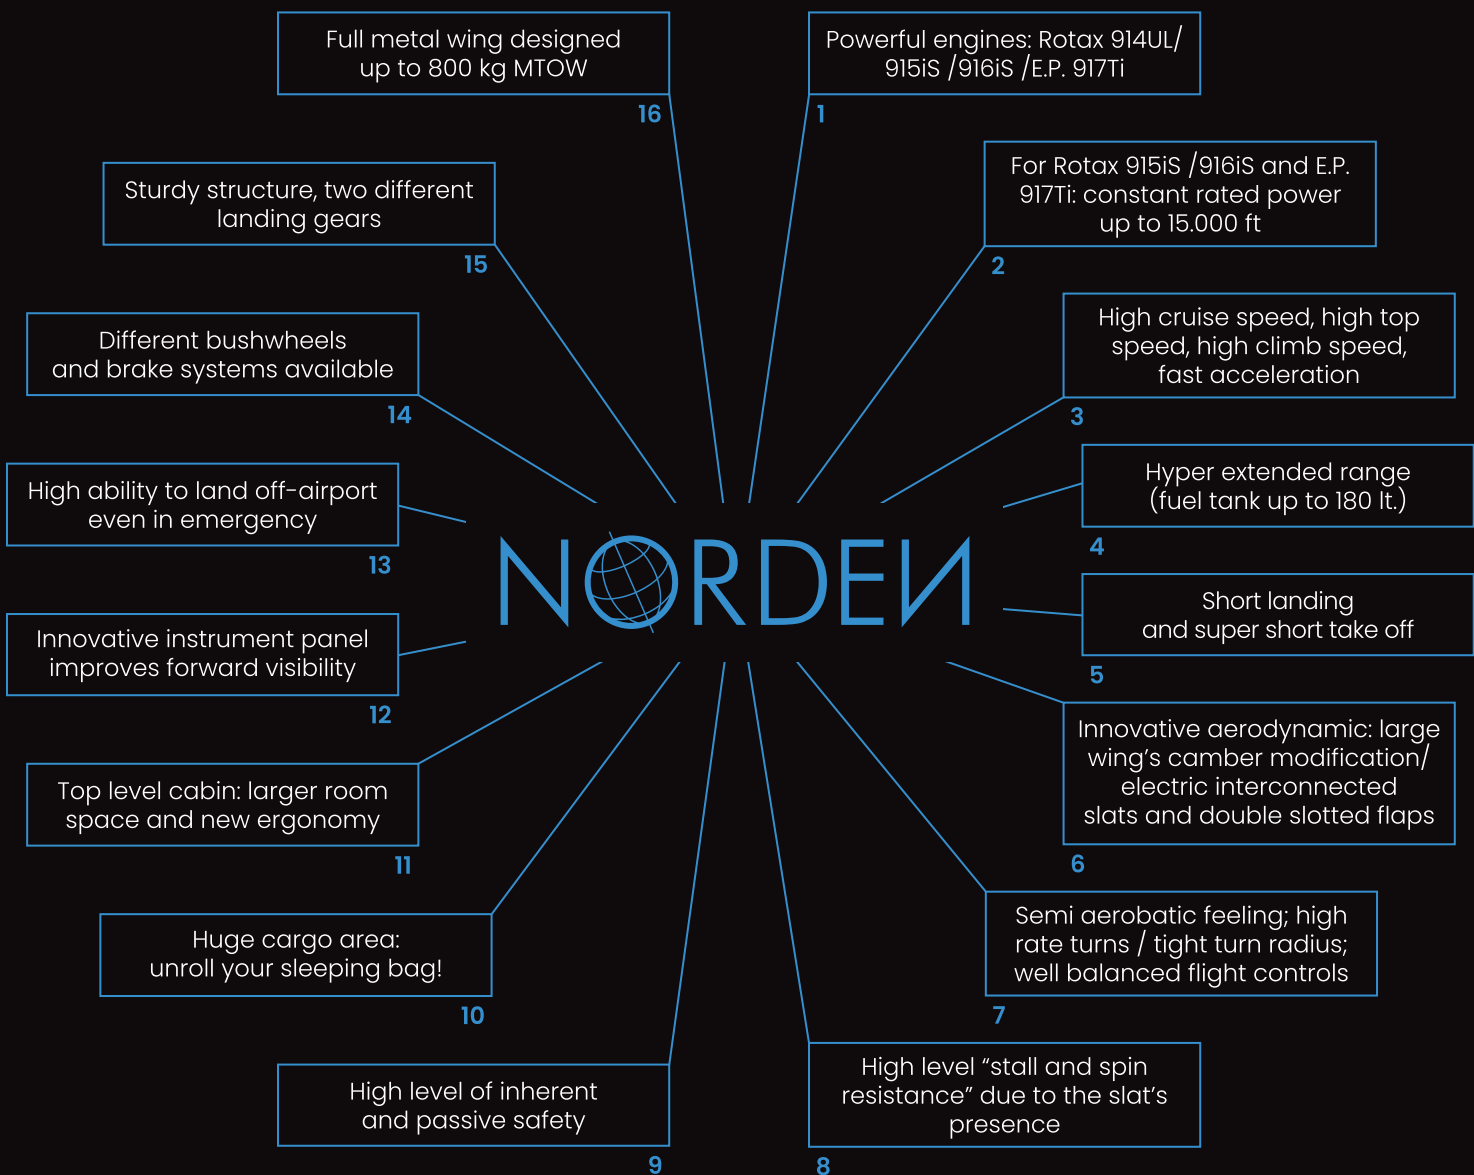 Powerful engines: Rotax 914UL/
915iS /916iS /E.P. 917Ti
1
For Rotax 915iS /916iS and E.P.
917Ti: constant rated power
up to 15.000 ft
2
High cruise speed, high top
speed, high climb speed,
fast acceleration
3
Hyper extended range
(fuel tank up to 180 lt.)
4
Short landing
and super short take off
5
Innovative aerodynamic: large
wing’s camber modification/
electric interconnected
slats and double slotted flaps
6
Semi aerobatic feeling; high
rate turns / tight turn radius;
well balanced flight controls
7
High level “stall and spin
resistance” due to the slat’s
presence
8
High level of inherent
and passive safety
9
Huge cargo area:
unroll your sleeping bag!
10
Top level cabin: larger room
space and new ergonomy
11
Innovative instrument panel
improves forward visibility
12
High ability to land off-airport
even in emergency
13
Different bushwheels
and brake systems available
14
Sturdy structure, two different
landing gears
15
Full metal wing designed
up to 800 kg MTOW
16
NORDEN